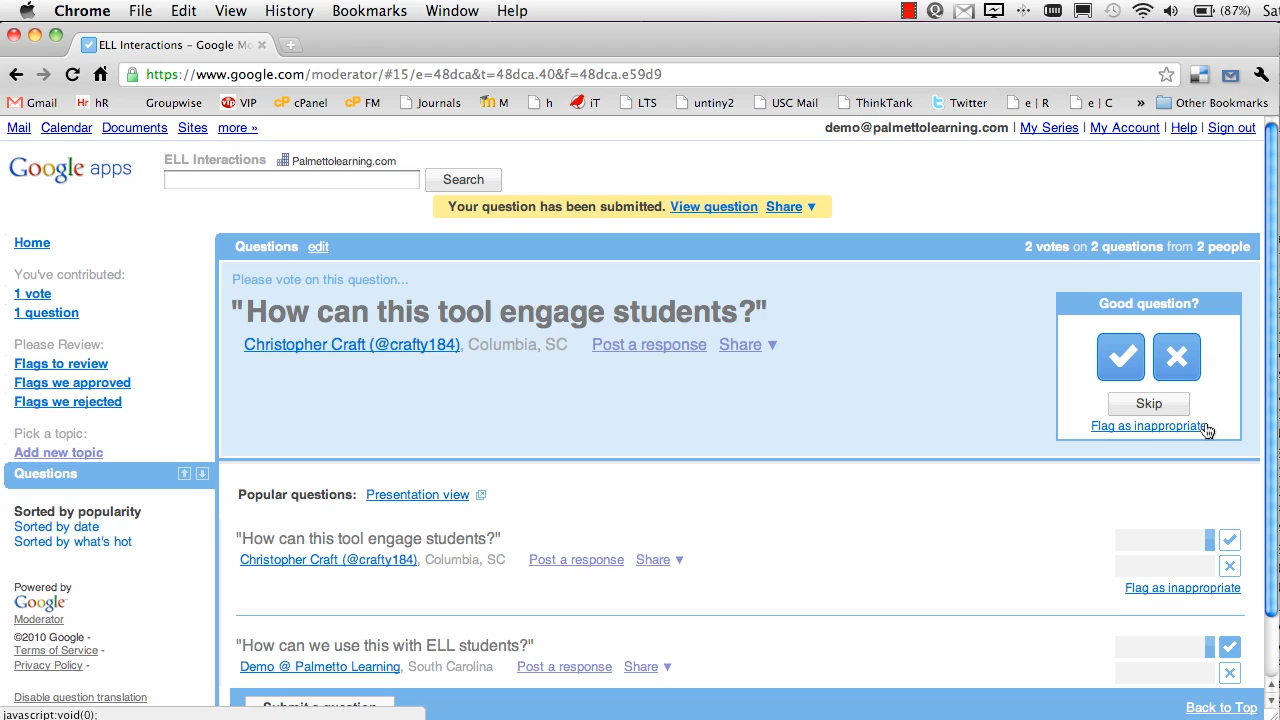 Chrome File Edit View History Bookmarks Window Help (87%)
ELL Interactions – Google Mo
https://www.google.com/moderator/#15/e=48dca&t=48dca.40&f=48dca.e59d9
Gmail Hr hR Groupwise VIP VIP cP cPanel cP FM Journals M h iT LTS untiny2 USC Mail ThinkTank Twitter e | R e | C » Other Bookmarks
Mail Calendar Documents Sites more » demo@palmettolearning.com | My Series | My Account | Help | Sign out
Google apps
ELL Interactions Palmettolearning.com
Search
Your question has been submitted. View question Share ▼
Home
You've contributed:
1 vote
1 question
Please Review:
Flags to review
Flags we approved
Flags we rejected
Pick a topic:
Add new topic
Questions
Sorted by popularity
Sorted by date
Sorted by what's hot
Powered by
Google
Moderator
©2010 Google -
Terms of Service -
Privacy Policy -
Disable question translation
javascript:void(0);
Questions edit 2 votes on 2 questions from 2 people
Please vote on this question...
"How can this tool engage students?"
Christopher Craft (@crafty184), Columbia, SC Post a response Share ▼
Good question?
Skip
Flag as inappropriate
Popular questions: Presentation view
"How can this tool engage students?"
Christopher Craft (@crafty184), Columbia, SC Post a response Share ▼
Flag as inappropriate
"How can we use this with ELL students?"
Demo @ Palmetto Learning, South Carolina Post a response Share ▼
Submit a question
Back to Top